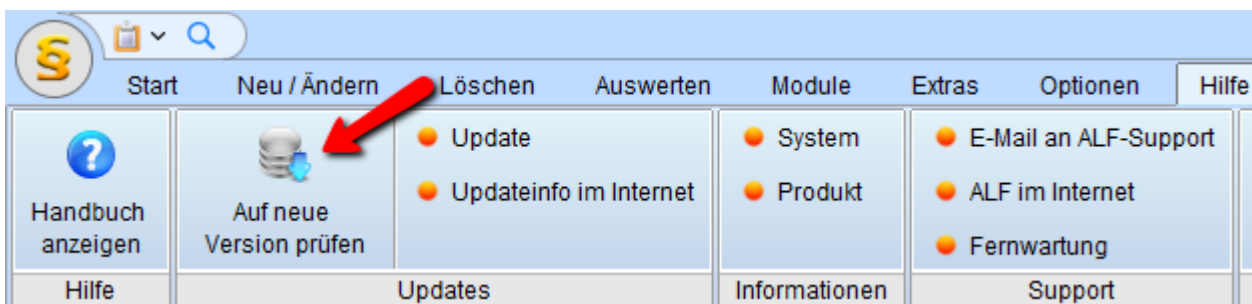 §
Start Neu / Ändern Löschen Auswerten Module Extras Optionen Hilfe
Handbuch
anzeigen
Auf neue
Version prüfen
Update
Updateinfo im Internet
System
Produkt
E-Mail an ALF-Support
ALF im Internet
Fernwartung
Hilfe Updates Informationen Support